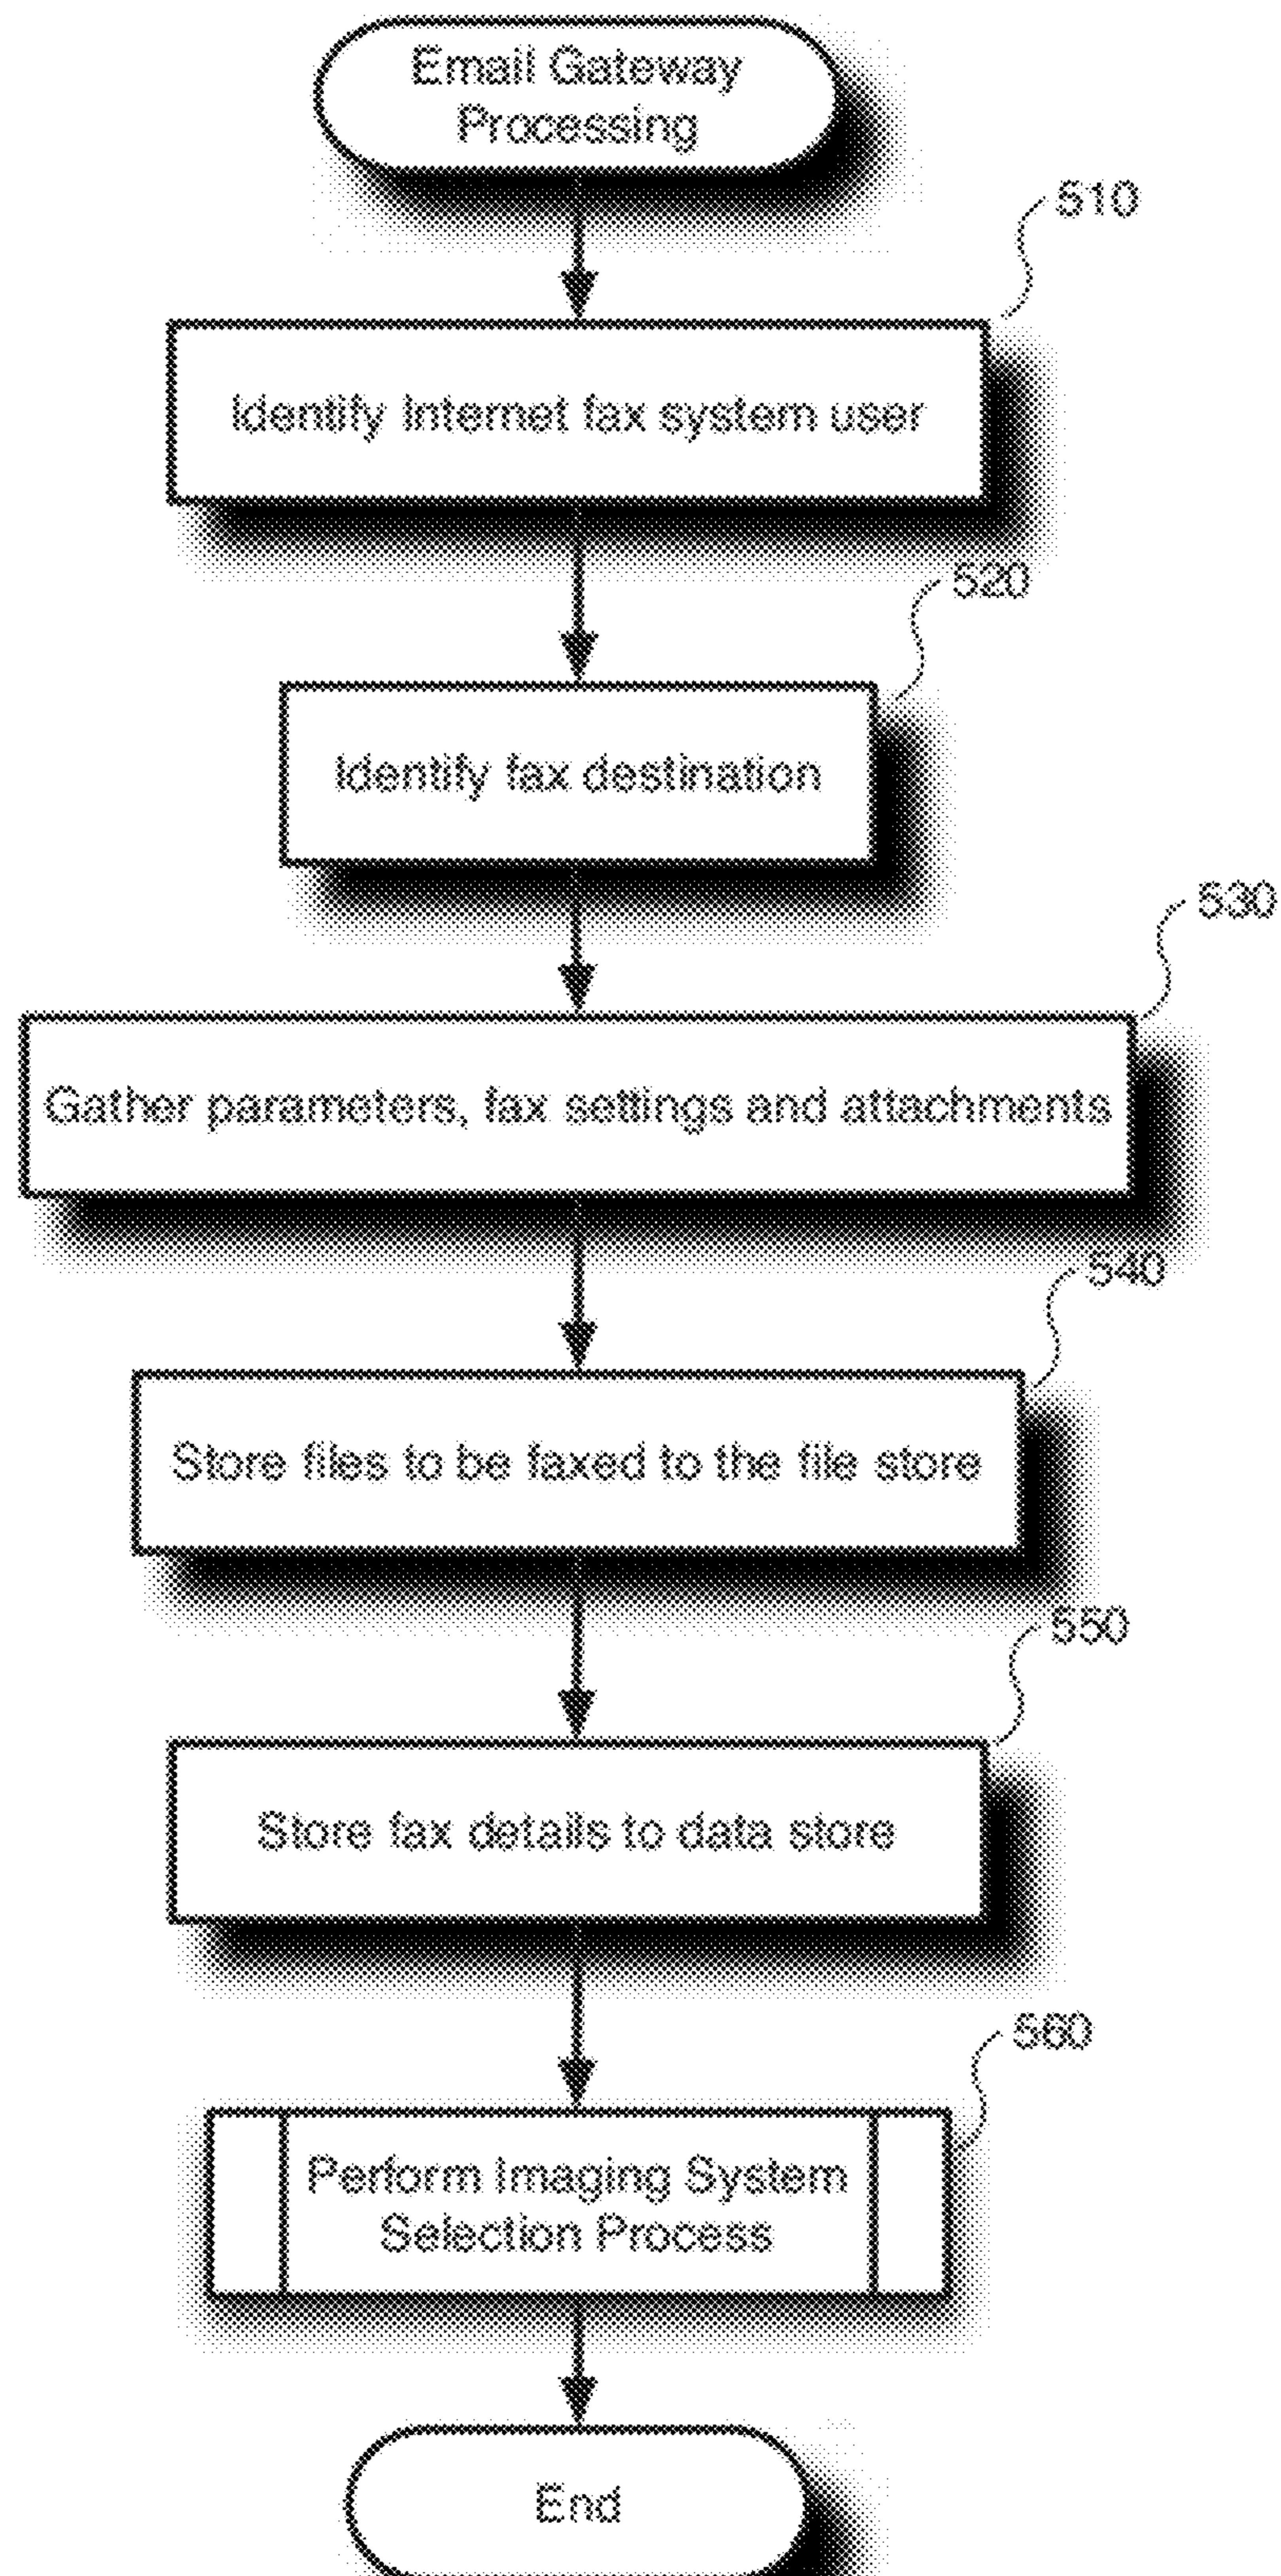 Email Gateway
Processing
510
Identify Internet fax system user
520
Identify fax destination
530
Gather parameters, fax settings and attachments
540
Store files to be faxed to the file store
550
Store fax details to data store
560
Perform Imaging System
Selection Process
End